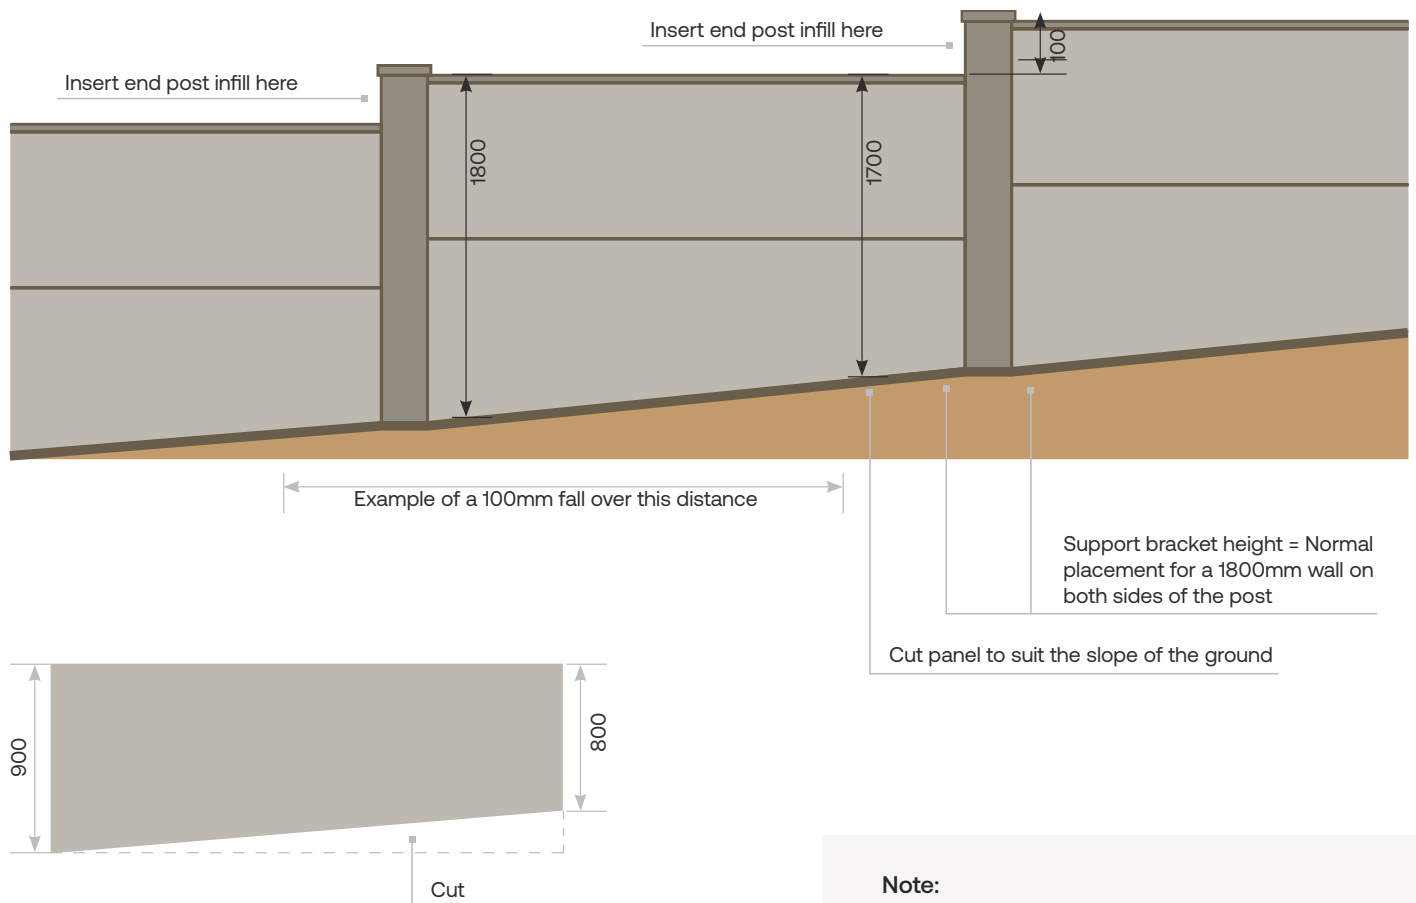 Insert end post infill here
100
Insert end post infill here
1800
1700
Example of a 100mm fall over this distance
Support bracket height = Normal
placement for a 1800mm wall on
both sides of the post
Cut panel to suit the slope of the ground
900
800
Cut
Note: